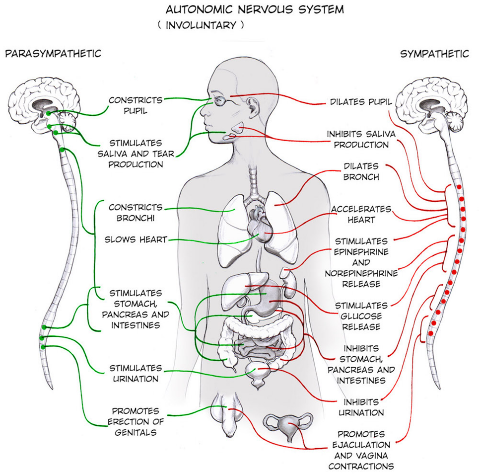 AUTONOMIC NERVOUS SYSTEM
( INVOLUNTARY )
PARASYMPATHETIC
SYMPATHETIC
CONSTRICTS
PUPIL
STIMULATES
SALIVA AND TEAR
PRODUCTION
CONSTRICTS
BRONCHI
SLOWS HEART
STIMULATES
STOMACH,
PANCREAS AND
INTESTINES
STIMULATES
URINATION
PROMOTES
ERECTION OF
GENITALS
DILATES PUPIL
INHIBITS SALIVA
PRODUCTION
DILATES
BRONCH
ACCELERATES
HEART
STIMULATES
EPINEPHRINE
AND
NOREPINEPHRINE
RELEASE
STIMULATES
GLUCOSE
RELEASE
INHIBITS
STOMACH,
PANCREAS AND
INTESTINES
INHIBITS
URINATION
PROMOTES
EJACULATION
AND VAGINA
CONTRACTIONS